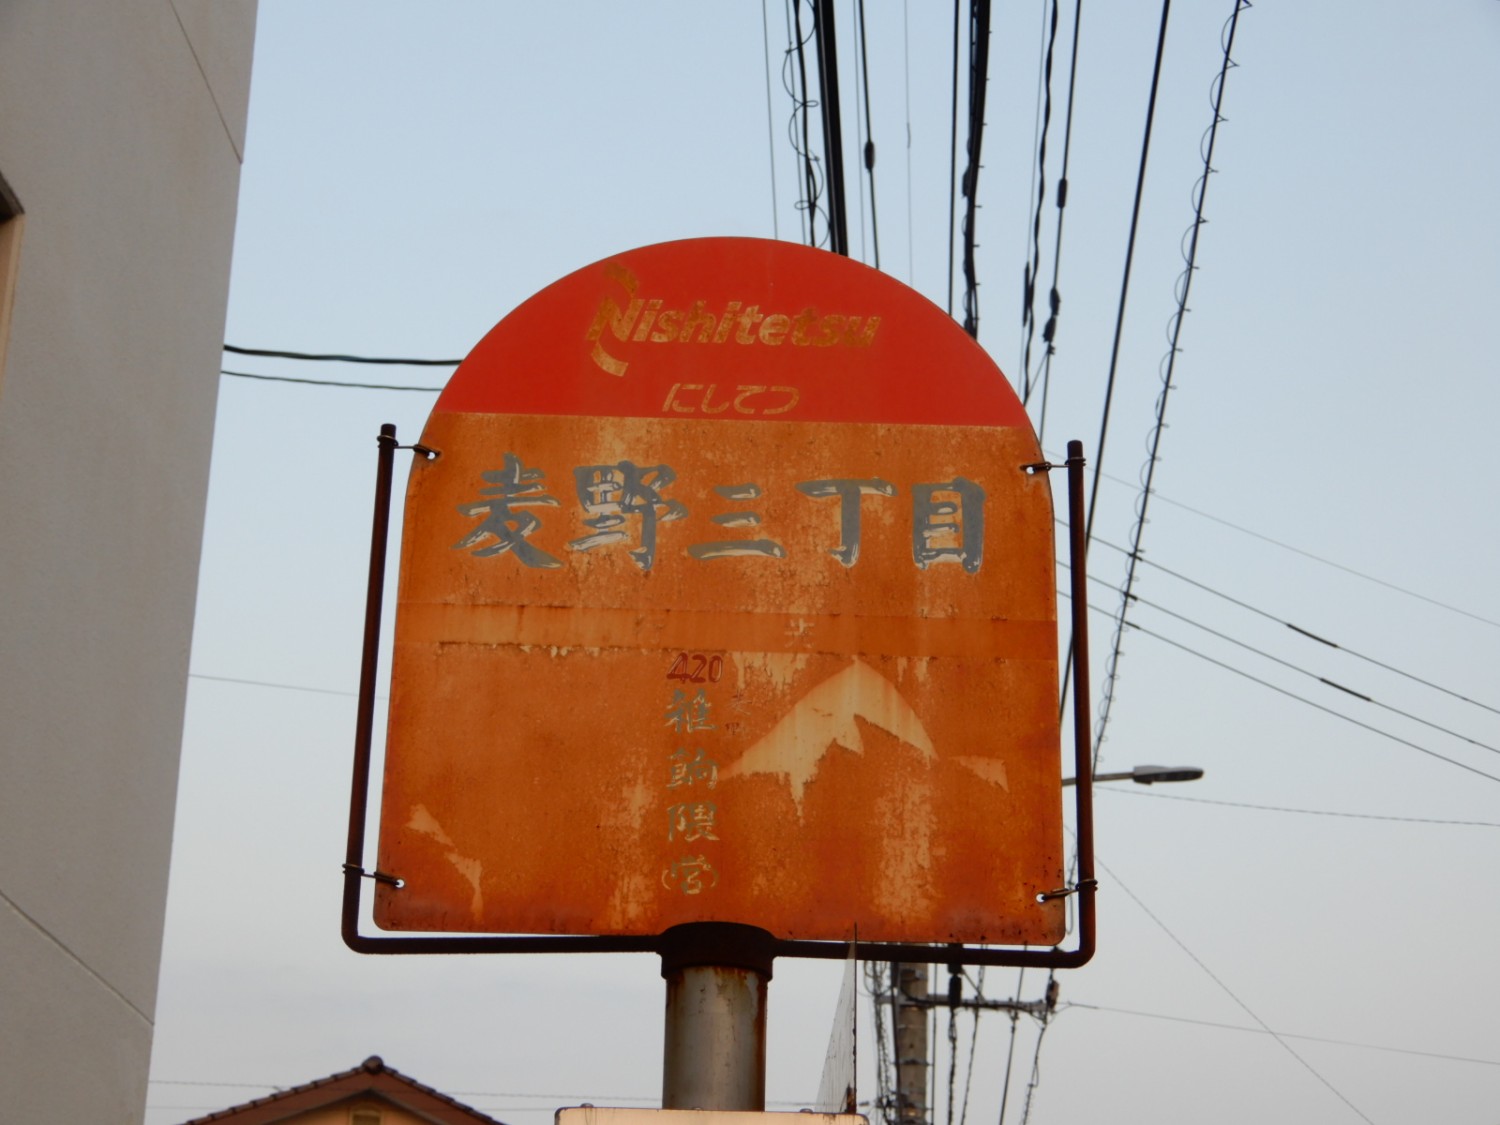 Nishitetsu
にしてつ
麦野三丁目
420
雑餉隈
営